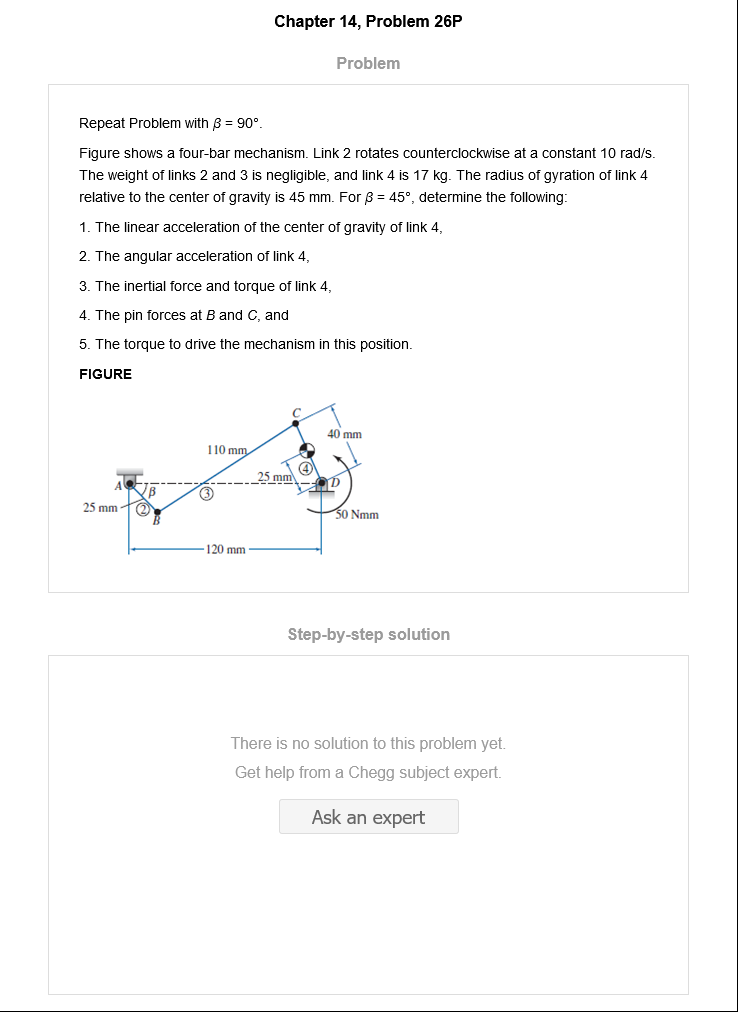 Chapter 14, Problem 26P
Problem
Repeat Problem with β = 90°.
Figure shows a four-bar mechanism. Link 2 rotates counterclockwise at a constant 10 rad/s.
The weight of links 2 and 3 is negligible, and link 4 is 17 kg. The radius of gyration of link 4
relative to the center of gravity is 45 mm. For β = 45°, determine the following:
1. The linear acceleration of the center of gravity of link 4,
2. The angular acceleration of link 4,
3. The inertial force and torque of link 4,
4. The pin forces at B and C, and
5. The torque to drive the mechanism in this position.
FIGURE
C
40 mm
110 mm
④
25 mm
A
β
③
D
25 mm
②
B
50 Nmm
120 mm
Step-by-step solution
There is no solution to this problem yet.
Get help from a Chegg subject expert.
Ask an expert